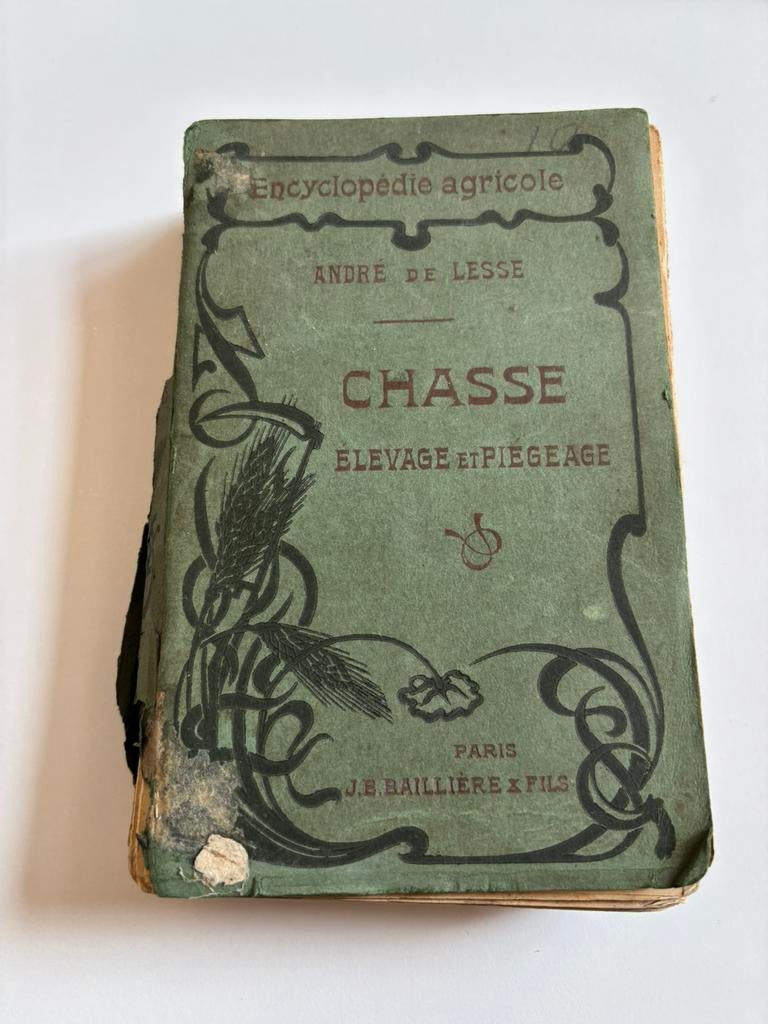 Encyclopédie agricole
ANDRÉ DE LESSE
CHASSE
ÉLEVAGE ET PIÉGEAGE
PARIS
J.B. BAILLIÈRE & FILS